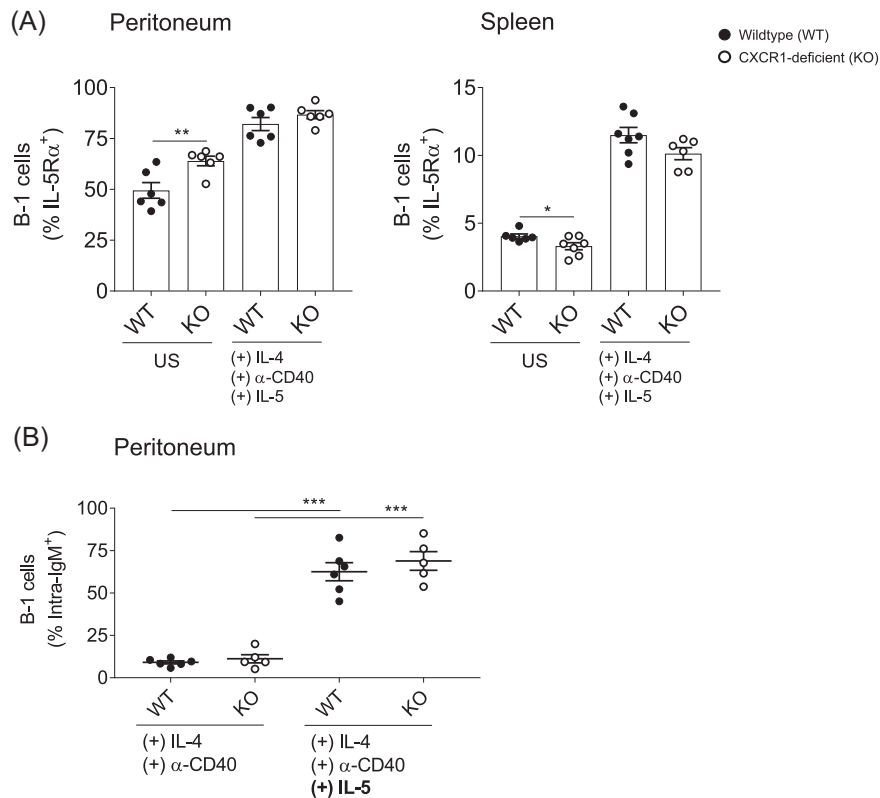 (A)
Peritoneum
Spleen
Wildtype (WT)
CXCR1-deficient (KO)
B-1 cells
(% IL-5Rα⁺)
100
75
50
25
0
**
WT
KO
WT
KO
US
(+) IL-4
(+) α-CD40
(+) IL-5
B-1 cells
(% IL-5Rα⁺)
15
10
5
0
*
WT
KO
WT
KO
US
(+) IL-4
(+) α-CD40
(+) IL-5
(B)
Peritoneum
B-1 cells
(% Intra-IgM⁺)
100
75
50
25
0
***
***
WT
KO
WT
KO
(+) IL-4
(+) α-CD40
(+) IL-4
(+) α-CD40
(+) IL-5